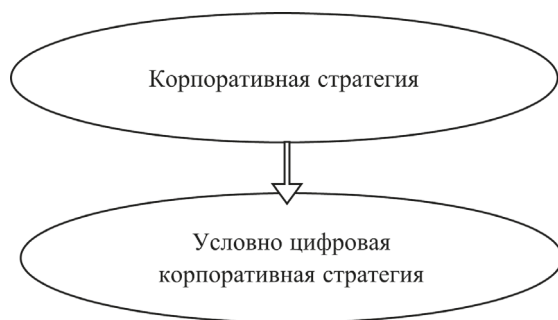 Корпоративная стратегия
Условно цифровая
корпоративная стратегия